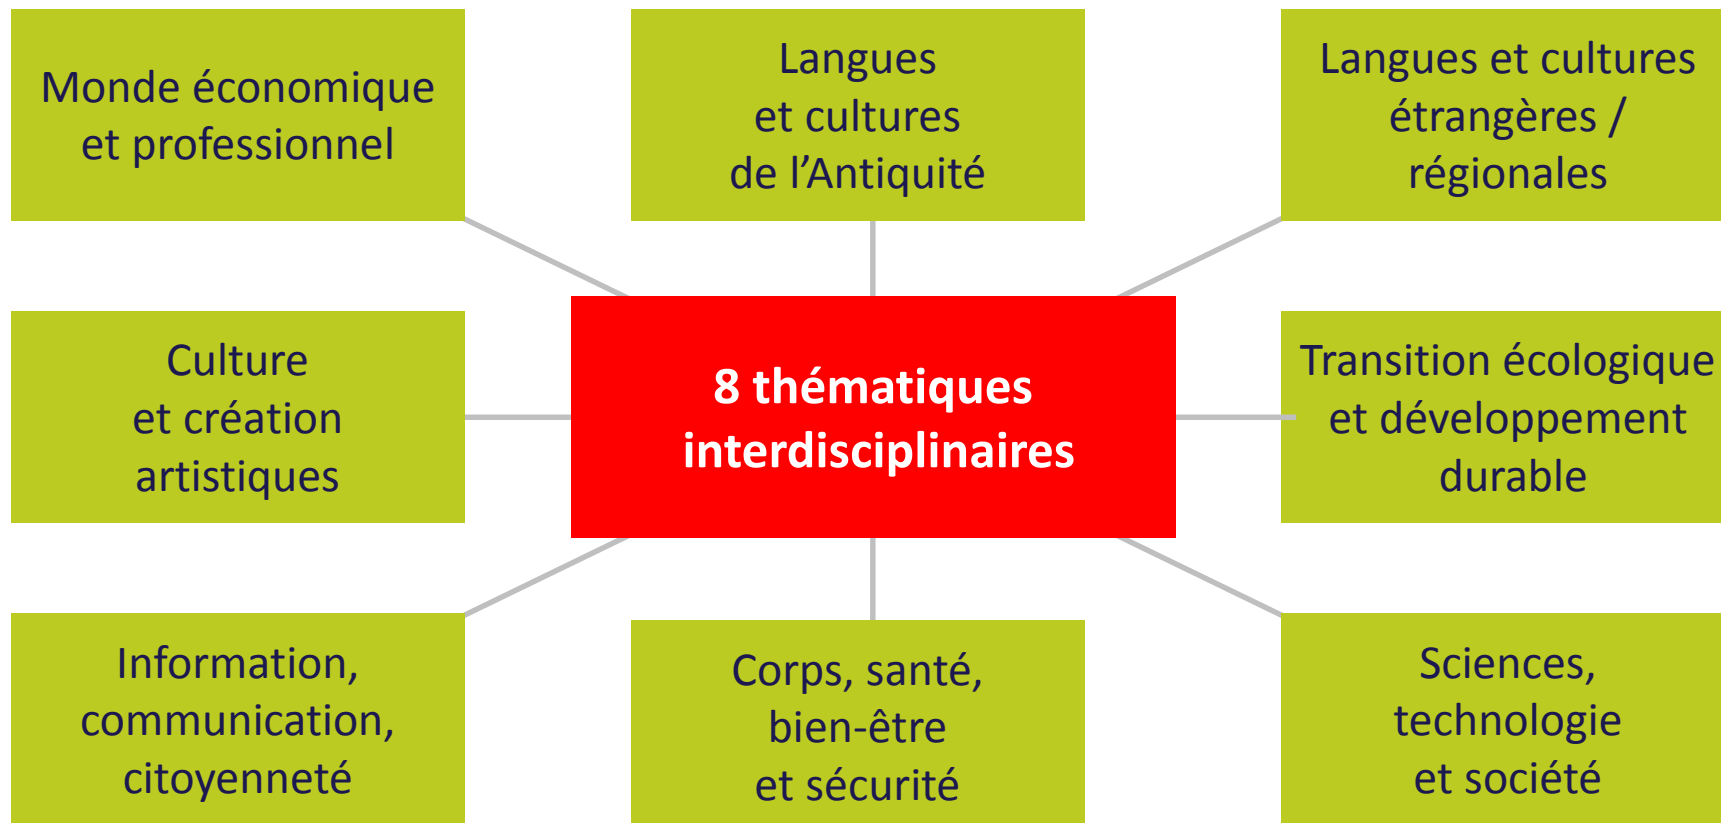 Monde économique
et professionnel
Langues
et cultures
de l'Antiquité
Langues et cultures
étrangères /
régionales
Culture
et création
artistiques
8 thématiques
interdisciplinaires
Transition écologique
et développement
durable
Information,
communication,
citoyenneté
Corps, santé,
bien-être
et sécurité
Sciences,
technologie
et société